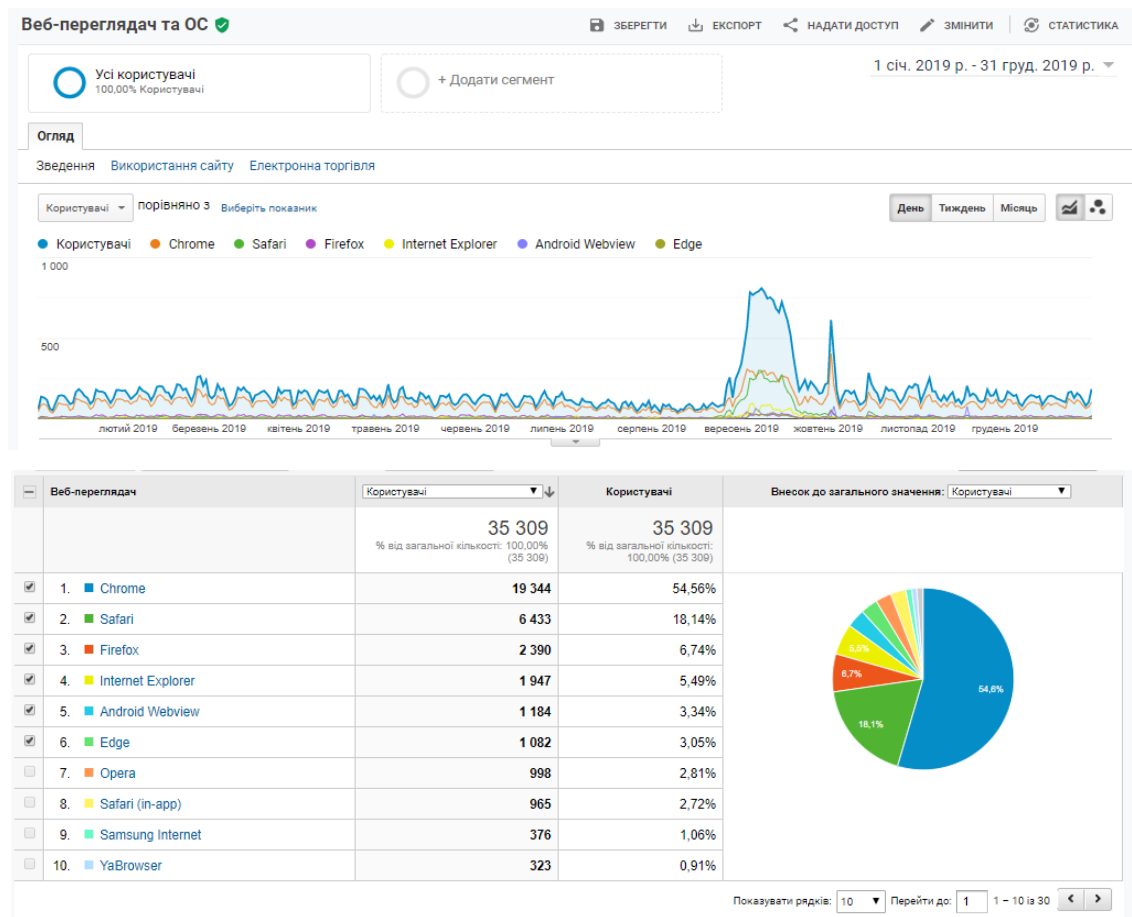 Веб-переглядач та ОС
ЗБЕРЕГТИ ЕКСПОРТ НАДАТИ ДОСТУП ЗМІНИТИ СТАТИСТИКА
Усі користувачі
100,00% Користувачі
+ Додати сегмент
1 січ. 2019 р. - 31 груд. 2019 р.
Огляд
Зведення Використання сайту Електронна торгівля
Користувачі порівняно з Виберіть показник
День Тиждень Місяць
Користувачі Chrome Safari Firefox Internet Explorer Android Webview Edge
1 000
500
лютий 2019 березень 2019 квітень 2019 травень 2019 червень 2019 липень 2019 серпень 2019 вересень 2019 жовтень 2019 листопад 2019 грудень 2019
Веб-переглядач Користувачі Користувачі Внесок до загального значення: Користувачі
35 309 35 309
% від загальної кількості: 100,00% % від загальної кількості:
(35 309) 100,00% (35 309)
1. Chrome 19 344 54,56%
2. Safari 6 433 18,14%
3. Firefox 2 390 6,74%
4. Internet Explorer 1 947 5,49%
5. Android Webview 1 184 3,34%
6. Edge 1 082 3,05%
7. Opera 998 2,81%
8. Safari (in-app) 965 2,72%
9. Samsung Internet 376 1,06%
10. YaBrowser 323 0,91%
5,5%
6,7%
54,6%
18,1%
Показувати рядків: 10 Перейти до: 1 1 – 10 із 30